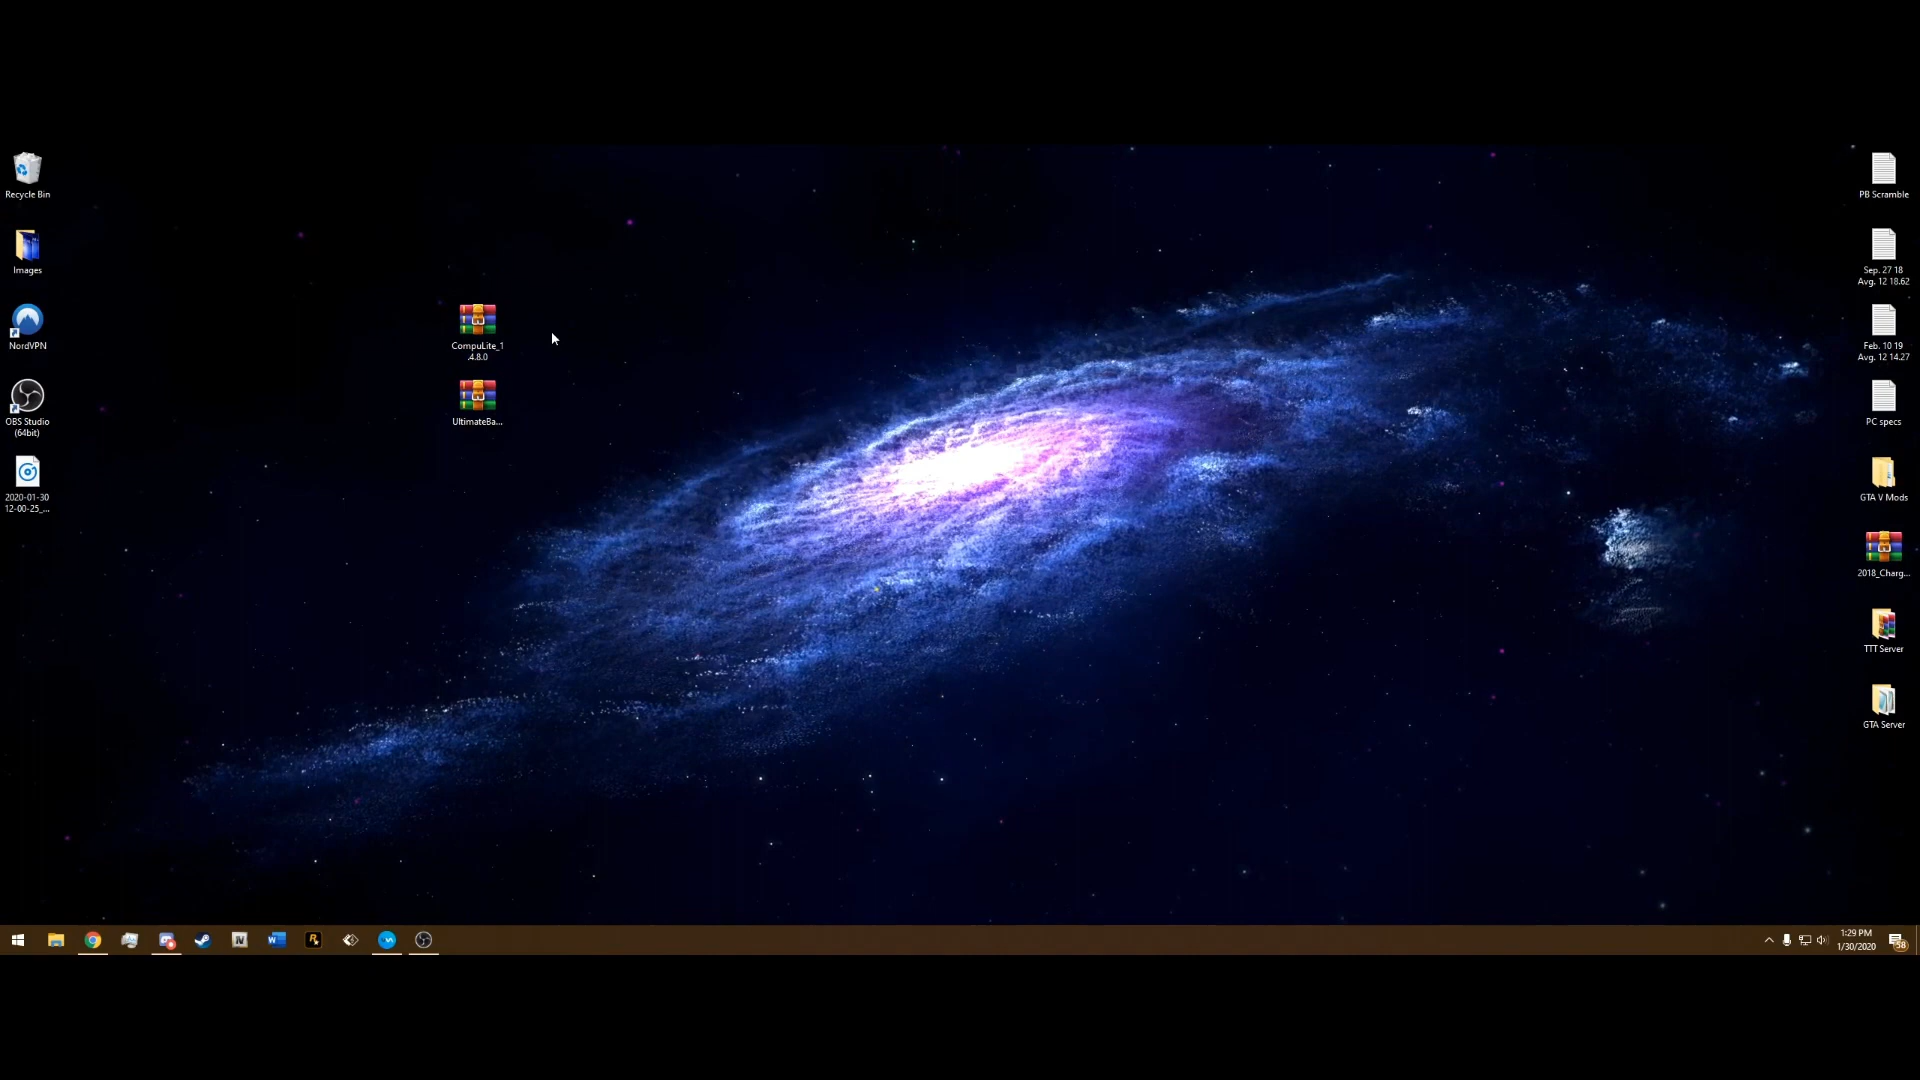 Recycle Bin
Images
NordVPN
OBS Studio
(64bit)
2020-01-30
12-00-25_...
CompuLite_1
.4.8.0
UltimateBa...
PB Scramble
Sep. 27 18
Avg. 12 18.62
Feb. 10 19
Avg. 12 14.27
PC specs
GTA V Mods
2018_Charg...
TTT Server
GTA Server
1:29 PM
1/30/2020
58